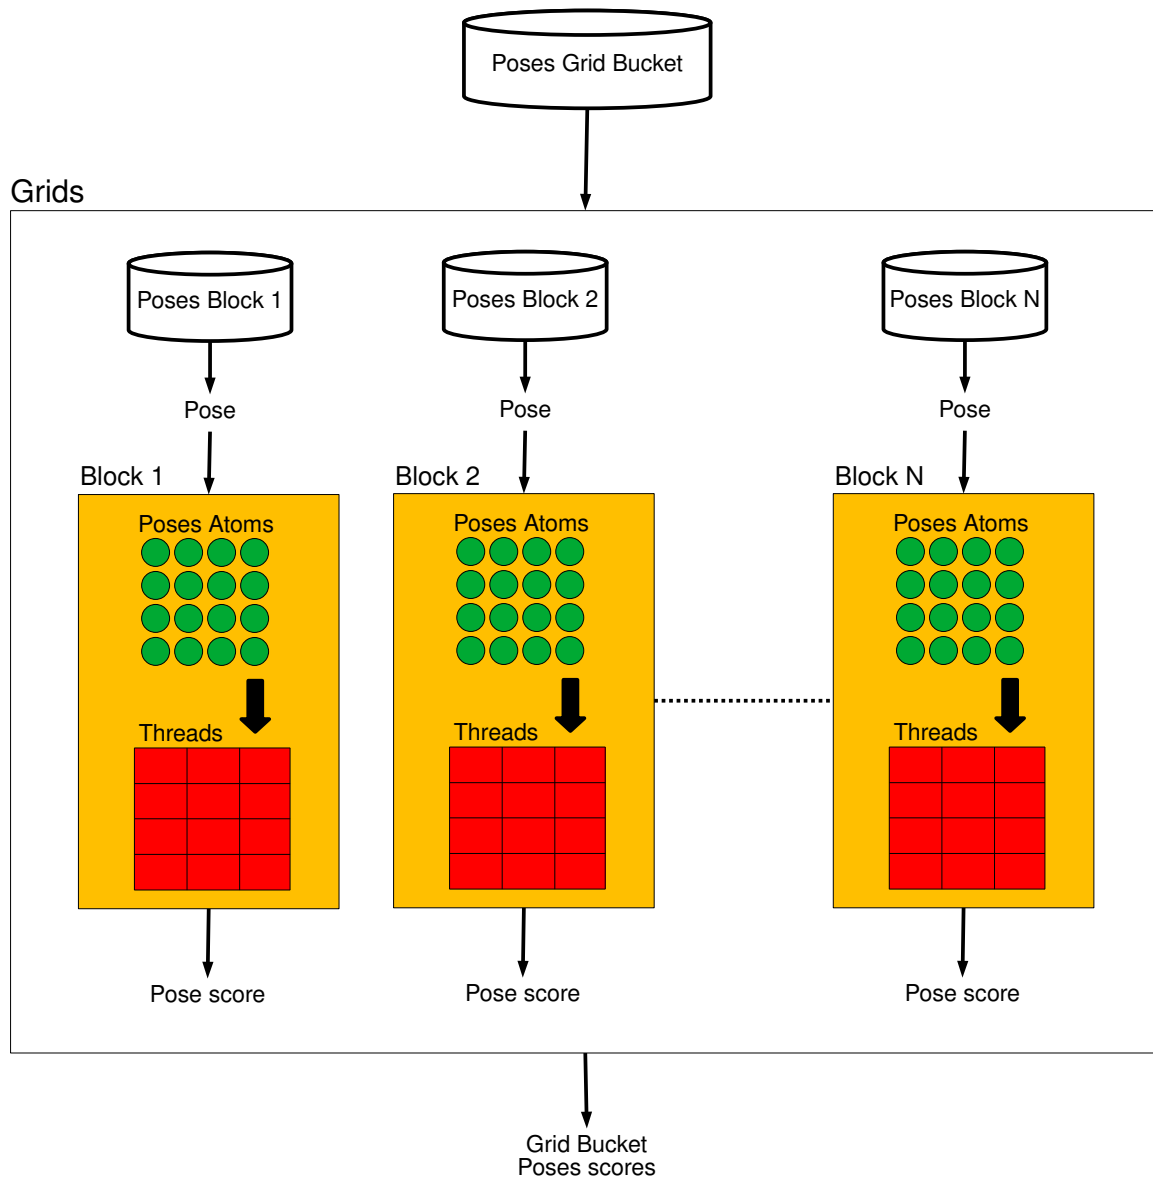 Poses Grid Bucket
Grids
Poses Block 1
Poses Block 2
Poses Block N
Pose
Pose
Pose
Block 1
Block 2
Block N
Poses Atoms
Poses Atoms
Poses Atoms
Threads
Threads
Threads
Pose score
Pose score
Pose score
Grid Bucket
Poses scores